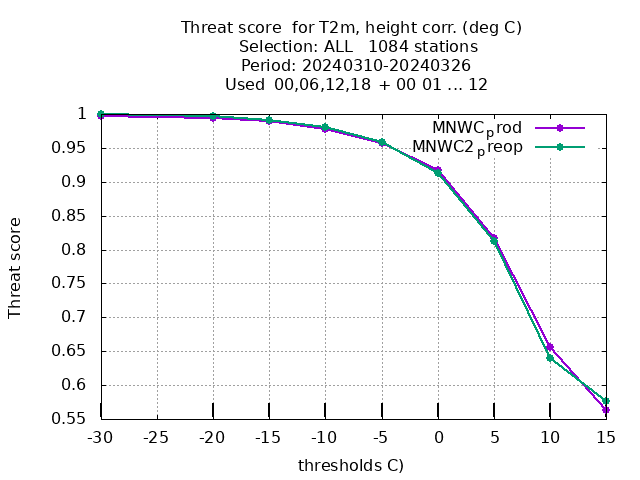 Threat score  for T2m, height corr. (deg C)
Selection: ALL   1084 stations
Period: 20240310-20240326
Used  00,06,12,18 + 00 01 ... 12
MNWC_prod
MNWC2_preop
1
0.95
0.9
0.85
0.8
0.75
0.7
0.65
0.6
0.55
Threat score
-30 -25 -20 -15 -10 -5 0 5 10 15
thresholds C)